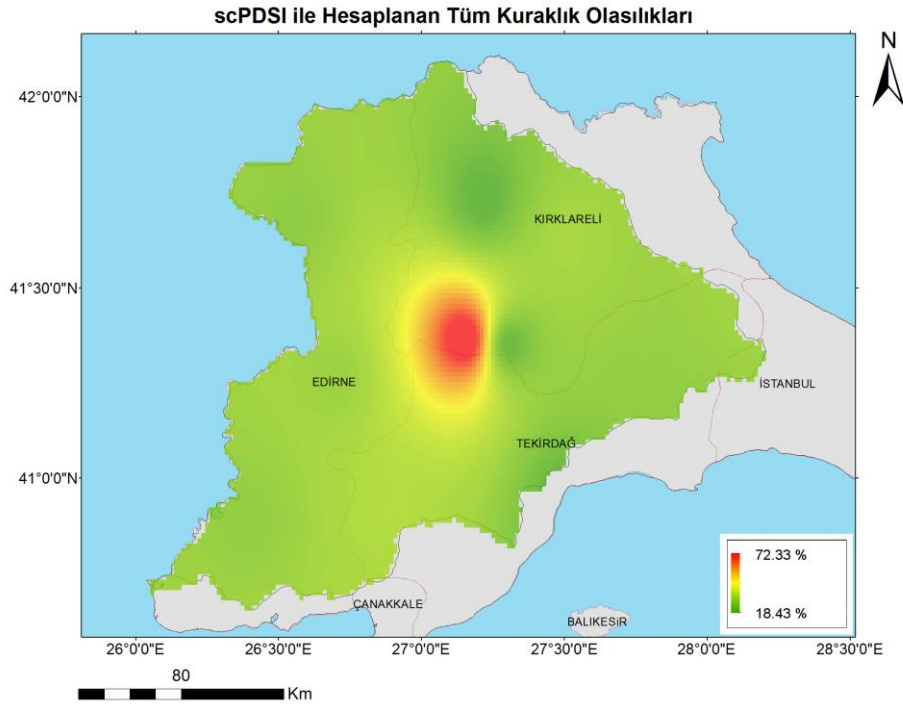 scPDSI ile Hesaplanan Tüm Kuraklık Olasılıkları
N
42°0'0"N
KIRKLARELİ
41°30'0"N
EDİRNE
İSTANBUL
TEKİRDAĞ
41°0'0"N
72.33 %
18.43 %
ÇANAKKALE
BALIKESİR
26°0'0"E 26°30'0"E 27°0'0"E 27°30'0"E 28°0'0"E 28°30'0"E
80
Km